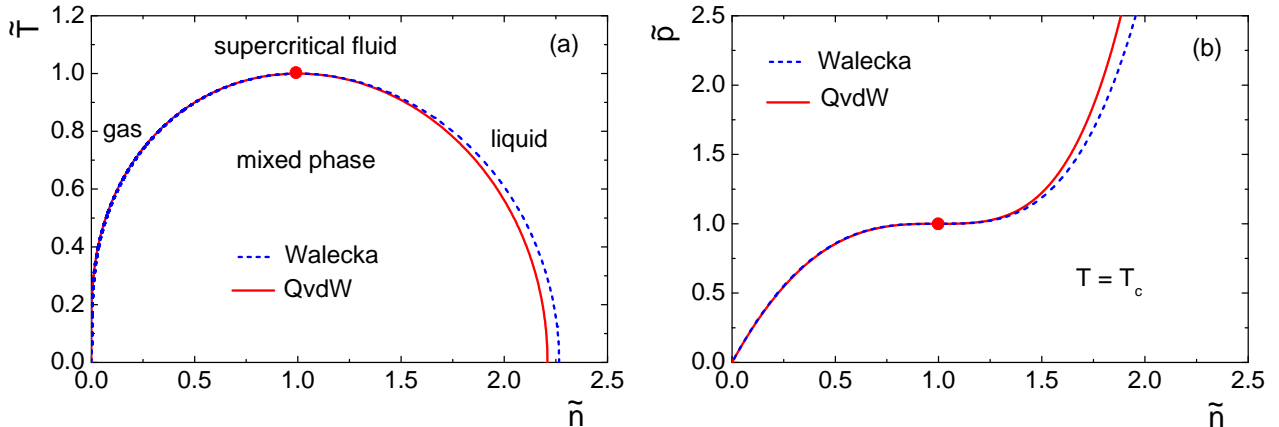 T̃
1.2
1.0
0.8
0.6
0.4
0.2
0.0
supercritical fluid
(a)
gas
liquid
mixed phase
Walecka
QvdW
0.0 0.5 1.0 1.5 2.0 2.5
ñ
p̃
2.5
2.0
1.5
1.0
0.5
0.0
(b)
Walecka
QvdW
T = T_c
0.0 0.5 1.0 1.5 2.0 2.5
ñ